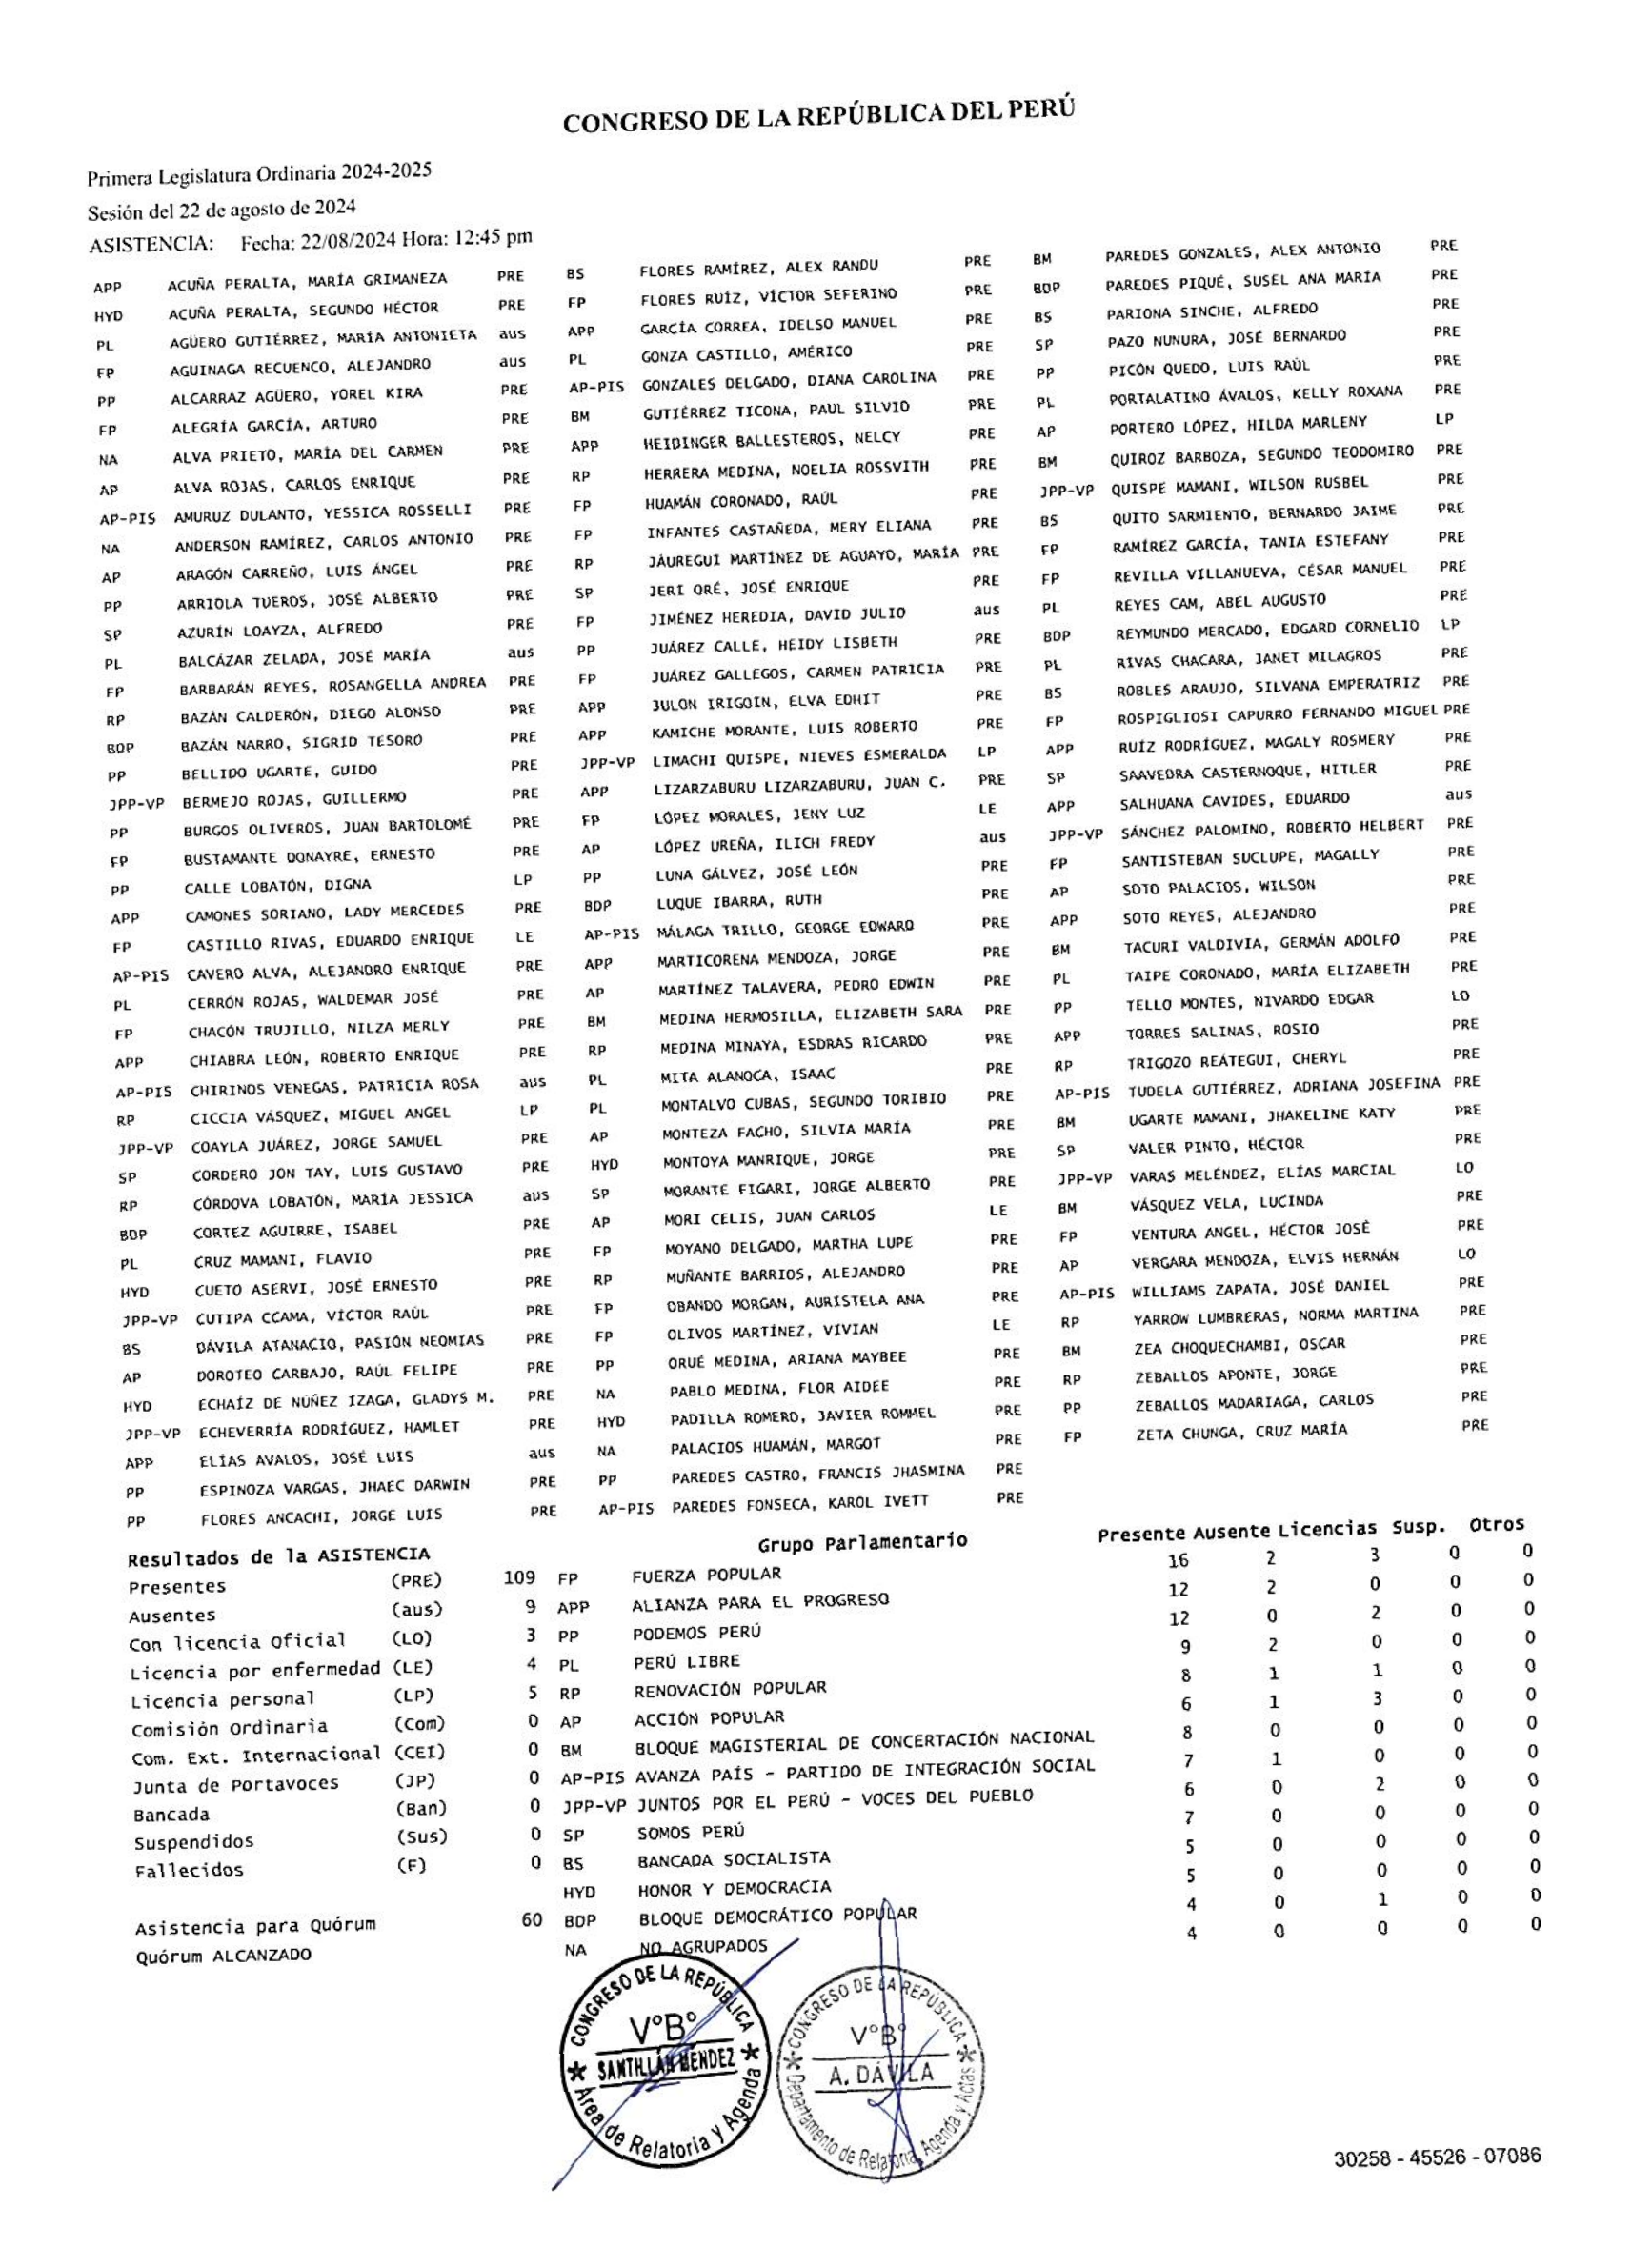 CONGRESO DE LA REPÚBLICA DEL PERÚ
Primera Legislatura Ordinaria 2024-2025
Sesión del 22 de agosto de 2024
ASISTENCIA: Fecha: 22/08/2024 Hora: 12:45 pm
APP ACUÑA PERALTA, MARÍA GRIMANEZA PRE
HYD ACUÑA PERALTA, SEGUNDO HÉCTOR PRE
PL AGÜERO GUTIÉRREZ, MARÍA ANTONIETA aus
FP AGUINAGA RECUENCO, ALEJANDRO aus
PP ALCARRAZ AGÜERO, YOREL KIRA PRE
FP ALEGRÍA GARCÍA, ARTURO PRE
NA ALVA PRIETO, MARÍA DEL CARMEN PRE
AP ALVA ROJAS, CARLOS ENRIQUE PRE
AP-PIS AMURUZ DULANTO, YESSICA ROSSELLI PRE
NA ANDERSON RAMÍREZ, CARLOS ANTONIO PRE
AP ARAGÓN CARREÑO, LUIS ÁNGEL PRE
PP ARRIOLA TUEROS, JOSÉ ALBERTO PRE
SP AZURÍN LOAYZA, ALFREDO PRE
PL BALCÁZAR ZELADA, JOSÉ MARÍA aus
FP BARBARÁN REYES, ROSANGELLA ANDREA PRE
RP BAZÁN CALDERÓN, DIEGO ALONSO PRE
BDP BAZÁN NARRO, SIGRID TESORO PRE
PP BELLIDO UGARTE, GUIDO PRE
JPP-VP BERMEJO ROJAS, GUILLERMO PRE
PP BURGOS OLIVEROS, JUAN BARTOLOMÉ PRE
FP BUSTAMANTE DONAYRE, ERNESTO PRE
PP CALLE LOBATÓN, DIGNA LP
APP CAMONES SORIANO, LADY MERCEDES PRE
FP CASTILLO RIVAS, EDUARDO ENRIQUE LE
AP-PIS CAVERO ALVA, ALEJANDRO ENRIQUE PRE
PL CERRÓN ROJAS, WALDEMAR JOSÉ PRE
FP CHACÓN TRUJILLO, NILZA MERLY PRE
APP CHIABRA LEÓN, ROBERTO ENRIQUE PRE
AP-PIS CHIRINOS VENEGAS, PATRICIA ROSA aus
RP CICCIA VÁSQUEZ, MIGUEL ANGEL LP
JPP-VP COAYLA JUÁREZ, JORGE SAMUEL PRE
SP CORDERO JON TAY, LUIS GUSTAVO PRE
RP CÓRDOVA LOBATÓN, MARÍA JESSICA aus
BDP CORTEZ AGUIRRE, ISABEL PRE
PL CRUZ MAMANI, FLAVIO PRE
HYD CUETO ASERVI, JOSÉ ERNESTO PRE
JPP-VP CUTIPA CCAMA, VÍCTOR RAÚL PRE
BS DÁVILA ATANACIO, PASIÓN NEOMIAS PRE
AP DOROTEO CARBAJO, RAÚL FELIPE PRE
HYD ECHAÍZ DE NÚÑEZ IZAGA, GLADYS M. PRE
JPP-VP ECHEVERRÍA RODRÍGUEZ, HAMLET PRE
APP ELÍAS AVALOS, JOSÉ LUIS aus
PP ESPINOZA VARGAS, JHAEC DARWIN PRE
PP FLORES ANCACHI, JORGE LUIS PRE
BS FLORES RAMÍREZ, ALEX RANDU PRE
FP FLORES RUÍZ, VÍCTOR SEFERINO PRE
APP GARCÍA CORREA, IDELSO MANUEL PRE
PL GONZA CASTILLO, AMÉRICO PRE
AP-PIS GONZALES DELGADO, DIANA CAROLINA PRE
BM GUTIÉRREZ TICONA, PAUL SILVIO PRE
APP HEIDINGER BALLESTEROS, NELCY PRE
RP HERRERA MEDINA, NOELIA ROSSVITH PRE
FP HUAMÁN CORONADO, RAÚL PRE
FP INFANTES CASTAÑEDA, MERY ELIANA PRE
RP JÁUREGUI MARTÍNEZ DE AGUAYO, MARÍA PRE
SP JERI ORÉ, JOSÉ ENRIQUE PRE
FP JIMÉNEZ HEREDIA, DAVID JULIO aus
PP JUÁREZ CALLE, HEIDY LISBETH PRE
FP JUÁREZ GALLEGOS, CARMEN PATRICIA PRE
APP JULON IRIGOIN, ELVA EDHIT PRE
APP KAMICHE MORANTE, LUIS ROBERTO PRE
JPP-VP LIMACHI QUISPE, NIEVES ESMERALDA LP
APP LIZARZABURU LIZARZABURU, JUAN C. PRE
FP LÓPEZ MORALES, JENY LUZ LE
AP LÓPEZ UREÑA, ILICH FREDY aus
PP LUNA GÁLVEZ, JOSÉ LEÓN PRE
BDP LUQUE IBARRA, RUTH PRE
AP-PIS MÁLAGA TRILLO, GEORGE EDWARD PRE
APP MARTICORENA MENDOZA, JORGE PRE
AP MARTÍNEZ TALAVERA, PEDRO EDWIN PRE
BM MEDINA HERMOSILLA, ELIZABETH SARA PRE
RP MEDINA MINAYA, ESDRAS RICARDO PRE
PL MITA ALANOCA, ISAAC PRE
PL MONTALVO CUBAS, SEGUNDO TORIBIO PRE
AP MONTEZA FACHO, SILVIA MARÍA PRE
HYD MONTOYA MANRIQUE, JORGE PRE
SP MORANTE FIGARI, JORGE ALBERTO PRE
AP MORI CELIS, JUAN CARLOS LE
FP MOYANO DELGADO, MARTHA LUPE PRE
RP MUÑANTE BARRIOS, ALEJANDRO PRE
FP OBANDO MORGAN, AURISTELA ANA PRE
FP OLIVOS MARTÍNEZ, VIVIAN LE
PP ORUÉ MEDINA, ARIANA MAYBEE PRE
NA PABLO MEDINA, FLOR AIDEE PRE
HYD PADILLA ROMERO, JAVIER ROMMEL PRE
NA PALACIOS HUAMÁN, MARGOT PRE
PP PAREDES CASTRO, FRANCIS JHASMINA PRE
AP-PIS PAREDES FONSECA, KAROL IVETT PRE
BM PAREDES GONZALES, ALEX ANTONIO PRE
BDP PAREDES PIQUÉ, SUSEL ANA MARÍA PRE
BS PARIONA SINCHE, ALFREDO PRE
SP PAZO NUNURA, JOSÉ BERNARDO PRE
PP PICÓN QUEDO, LUIS RAÚL PRE
PL PORTALATINO ÁVALOS, KELLY ROXANA PRE
AP PORTERO LÓPEZ, HILDA MARLENY LP
BM QUIROZ BARBOZA, SEGUNDO TEODOMIRO PRE
JPP-VP QUISPE MAMANI, WILSON RUSBEL PRE
BS QUITO SARMIENTO, BERNARDO JAIME PRE
FP RAMÍREZ GARCÍA, TANIA ESTEFANY PRE
FP REVILLA VILLANUEVA, CÉSAR MANUEL PRE
PL REYES CAM, ABEL AUGUSTO PRE
BDP REYMUNDO MERCADO, EDGARD CORNELIO LP
PL RIVAS CHACARA, JANET MILAGROS PRE
BS ROBLES ARAUJO, SILVANA EMPERATRIZ PRE
FP ROSPIGLIOSI CAPURRO FERNANDO MIGUEL PRE
APP RUÍZ RODRÍGUEZ, MAGALY ROSMERY PRE
SP SAAVEDRA CASTERNOQUE, HITLER PRE
APP SALHUANA CAVIDES, EDUARDO aus
JPP-VP SÁNCHEZ PALOMINO, ROBERTO HELBERT PRE
FP SANTISTEBAN SUCLUPE, MAGALLY PRE
AP SOTO PALACIOS, WILSON PRE
APP SOTO REYES, ALEJANDRO PRE
BM TACURI VALDIVIA, GERMÁN ADOLFO PRE
PL TAIPE CORONADO, MARÍA ELIZABETH PRE
PP TELLO MONTES, NIVARDO EDGAR LO
APP TORRES SALINAS, ROSIO PRE
RP TRIGOZO REÁTEGUI, CHERYL PRE
AP-PIS TUDELA GUTIÉRREZ, ADRIANA JOSEFINA PRE
BM UGARTE MAMANI, JHAKELINE KATY PRE
SP VALER PINTO, HÉCTOR PRE
JPP-VP VARAS MELÉNDEZ, ELÍAS MARCIAL LO
BM VÁSQUEZ VELA, LUCINDA PRE
FP VENTURA ANGEL, HÉCTOR JOSÉ PRE
AP VERGARA MENDOZA, ELVIS HERNÁN LO
AP-PIS WILLIAMS ZAPATA, JOSÉ DANIEL PRE
RP YARROW LUMBRERAS, NORMA MARTINA PRE
BM ZEA CHOQUECHAMBI, OSCAR PRE
RP ZEBALLOS APONTE, JORGE PRE
PP ZEBALLOS MADARIAGA, CARLOS PRE
FP ZETA CHUNGA, CRUZ MARÍA PRE
Resultados de la ASISTENCIA
Presentes (PRE) 109
Ausentes (aus) 9
Con licencia Oficial (LO) 3
Licencia por enfermedad (LE) 4
Licencia personal (LP) 5
Comisión Ordinaria (Com) 0
Com. Ext. Internacional (CEI) 0
Junta de Portavoces (JP) 0
Bancada (Ban) 0
Suspendidos (Sus) 0
Fallecidos (F) 0
Asistencia para Quórum 60
Quórum ALCANZADO
Grupo Parlamentario Presente Ausente Licencias Susp. Otros
FP FUERZA POPULAR 16 2 3 0 0
APP ALIANZA PARA EL PROGRESO 12 2 0 0 0
PP PODEMOS PERÚ 12 0 2 0 0
PL PERÚ LIBRE 9 2 0 0 0
RP RENOVACIÓN POPULAR 8 1 1 0 0
AP ACCIÓN POPULAR 6 1 3 0 0
BM BLOQUE MAGISTERIAL DE CONCERTACIÓN NACIONAL 8 0 0 0 0
AP-PIS AVANZA PAÍS - PARTIDO DE INTEGRACIÓN SOCIAL 7 1 0 0 0
JPP-VP JUNTOS POR EL PERÚ - VOCES DEL PUEBLO 6 0 2 0 0
SP SOMOS PERÚ 7 0 0 0 0
BS BANCADA SOCIALISTA 5 0 0 0 0
HYD HONOR Y DEMOCRACIA 5 0 0 0 0
BDP BLOQUE DEMOCRÁTICO POPULAR 4 0 1 0 0
NA NO AGRUPADOS 4 0 0 0 0
CONGRESO DE LA REPÚBLICA
V°B°
SANTILLÁN MENDEZ
Área de Relatoría y Agenda
CONGRESO DE LA REPÚBLICA
V°B°
A. DÁVILA
Departamento de Relatoría, Agenda y Actas
30258 - 45526 - 07086